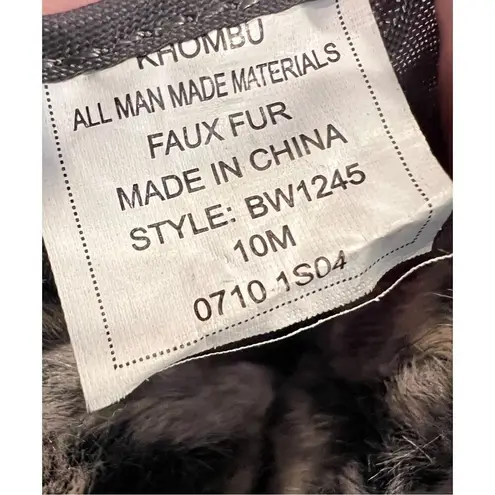 KHOMBU
ALL MAN MADE MATERIALS
FAUX FUR
MADE IN CHINA
STYLE: BW1245
10M
0710 1S04